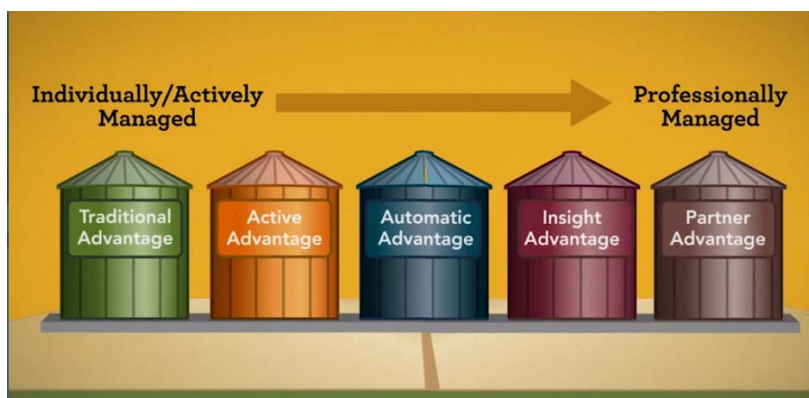 Individually/Actively
Managed
Professionally
Managed
Traditional
Advantage
Active
Advantage
Automatic
Advantage
Insight
Advantage
Partner
Advantage